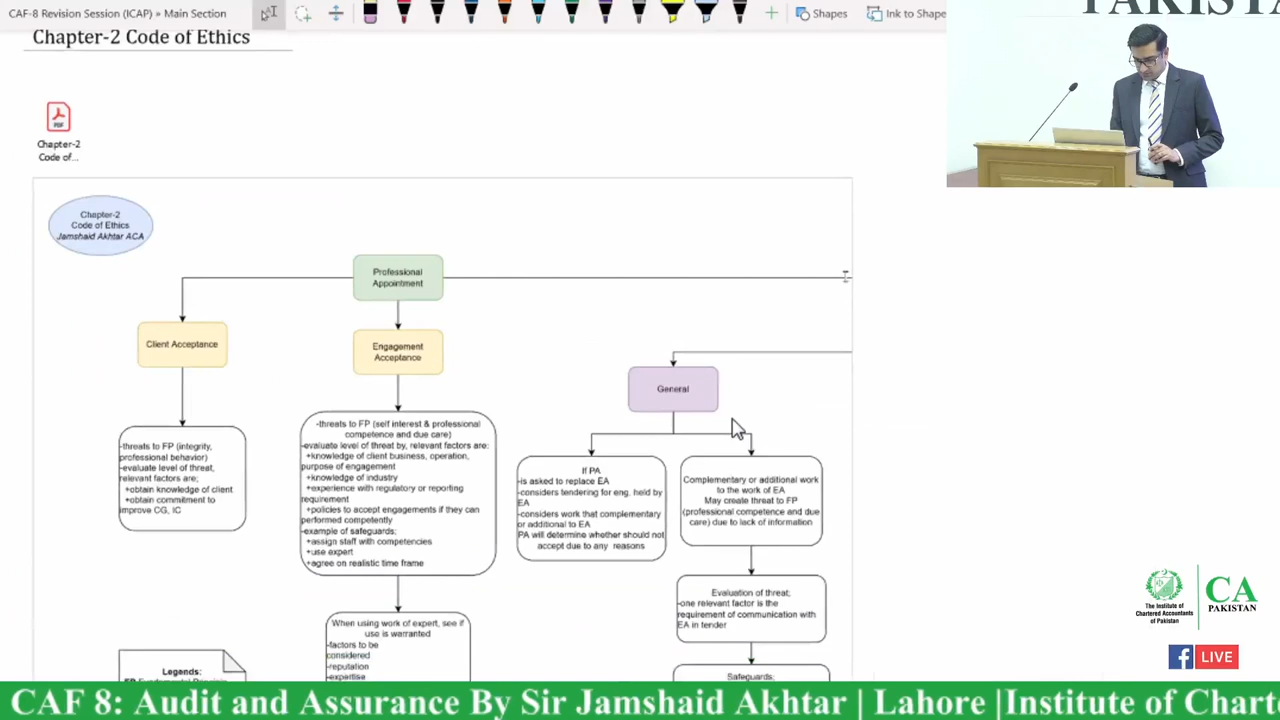 CAF-8 Revision Session (ICAP) » Main Section
Shapes
Ink to Shape
PAKISTAN
Chapter-2 Code of Ethics
PDF
Chapter-2
Code of...
Chapter-2
Code of Ethics
Jamshaid Akhtar ACA
Professional
Appointment
Client Acceptance
Engagement
Acceptance
General
-threats to FP (integrity,
professional behavior)
-evaluate level of threat,
relevant factors are;
+obtain knowledge of client
+obtain commitment to
improve CG, IC
-threats to FP (self interest & professional
competence and due care)
-evaluate level of threat by, relevant factors are:
+knowledge of client business, operation,
purpose of engagement
+knowledge of industry
+experience with regulatory or reporting
requirement
+policies to accept engagements if they can
performed competently
-example of safeguards;
+assign staff with competencies
+use expert
+agree on realistic time frame
If PA
-is asked to replace EA
-considers tendering for eng. held by
EA
-considers work that complementary
or additional to EA
PA will determine whether should not
accept due to any reasons
Complementary or additional work
to the work of EA
May create threat to FP
(professional competence and due
care) due to lack of information
Evaluation of threat;
-one relevant factor is the
requirement of communication with
EA in tender
When using work of expert, see if
use is warranted
-factors to be
considered
-reputation
-expertise
Safeguards;
Legends:
The Institute of
Chartered Accountants
of Pakistan
CA
PAKISTAN
f LIVE
CAF 8: Audit and Assurance By Sir Jamshaid Akhtar | Lahore |Institute of Charte